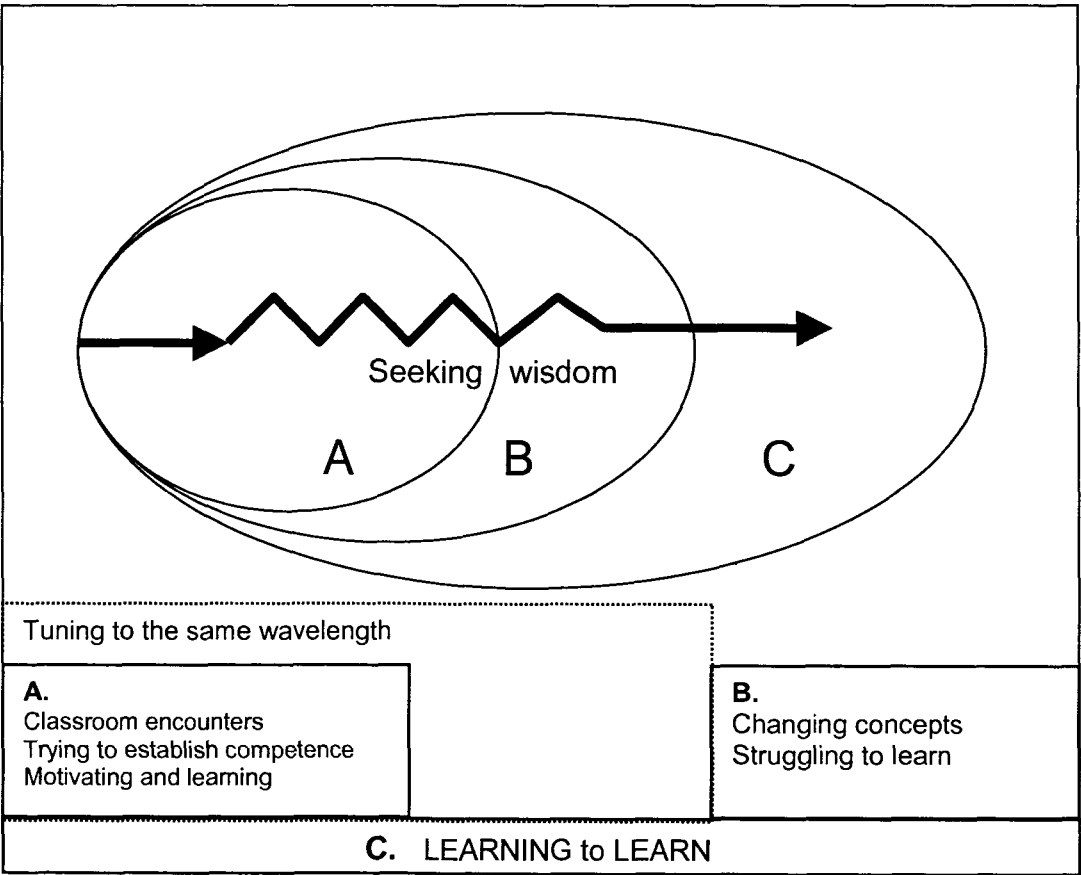 Seeking wisdom
A B C
Tuning to the same wavelength
A.
Classroom encounters
Trying to establish competence
Motivating and learning
B.
Changing concepts
Struggling to learn
C. LEARNING to LEARN